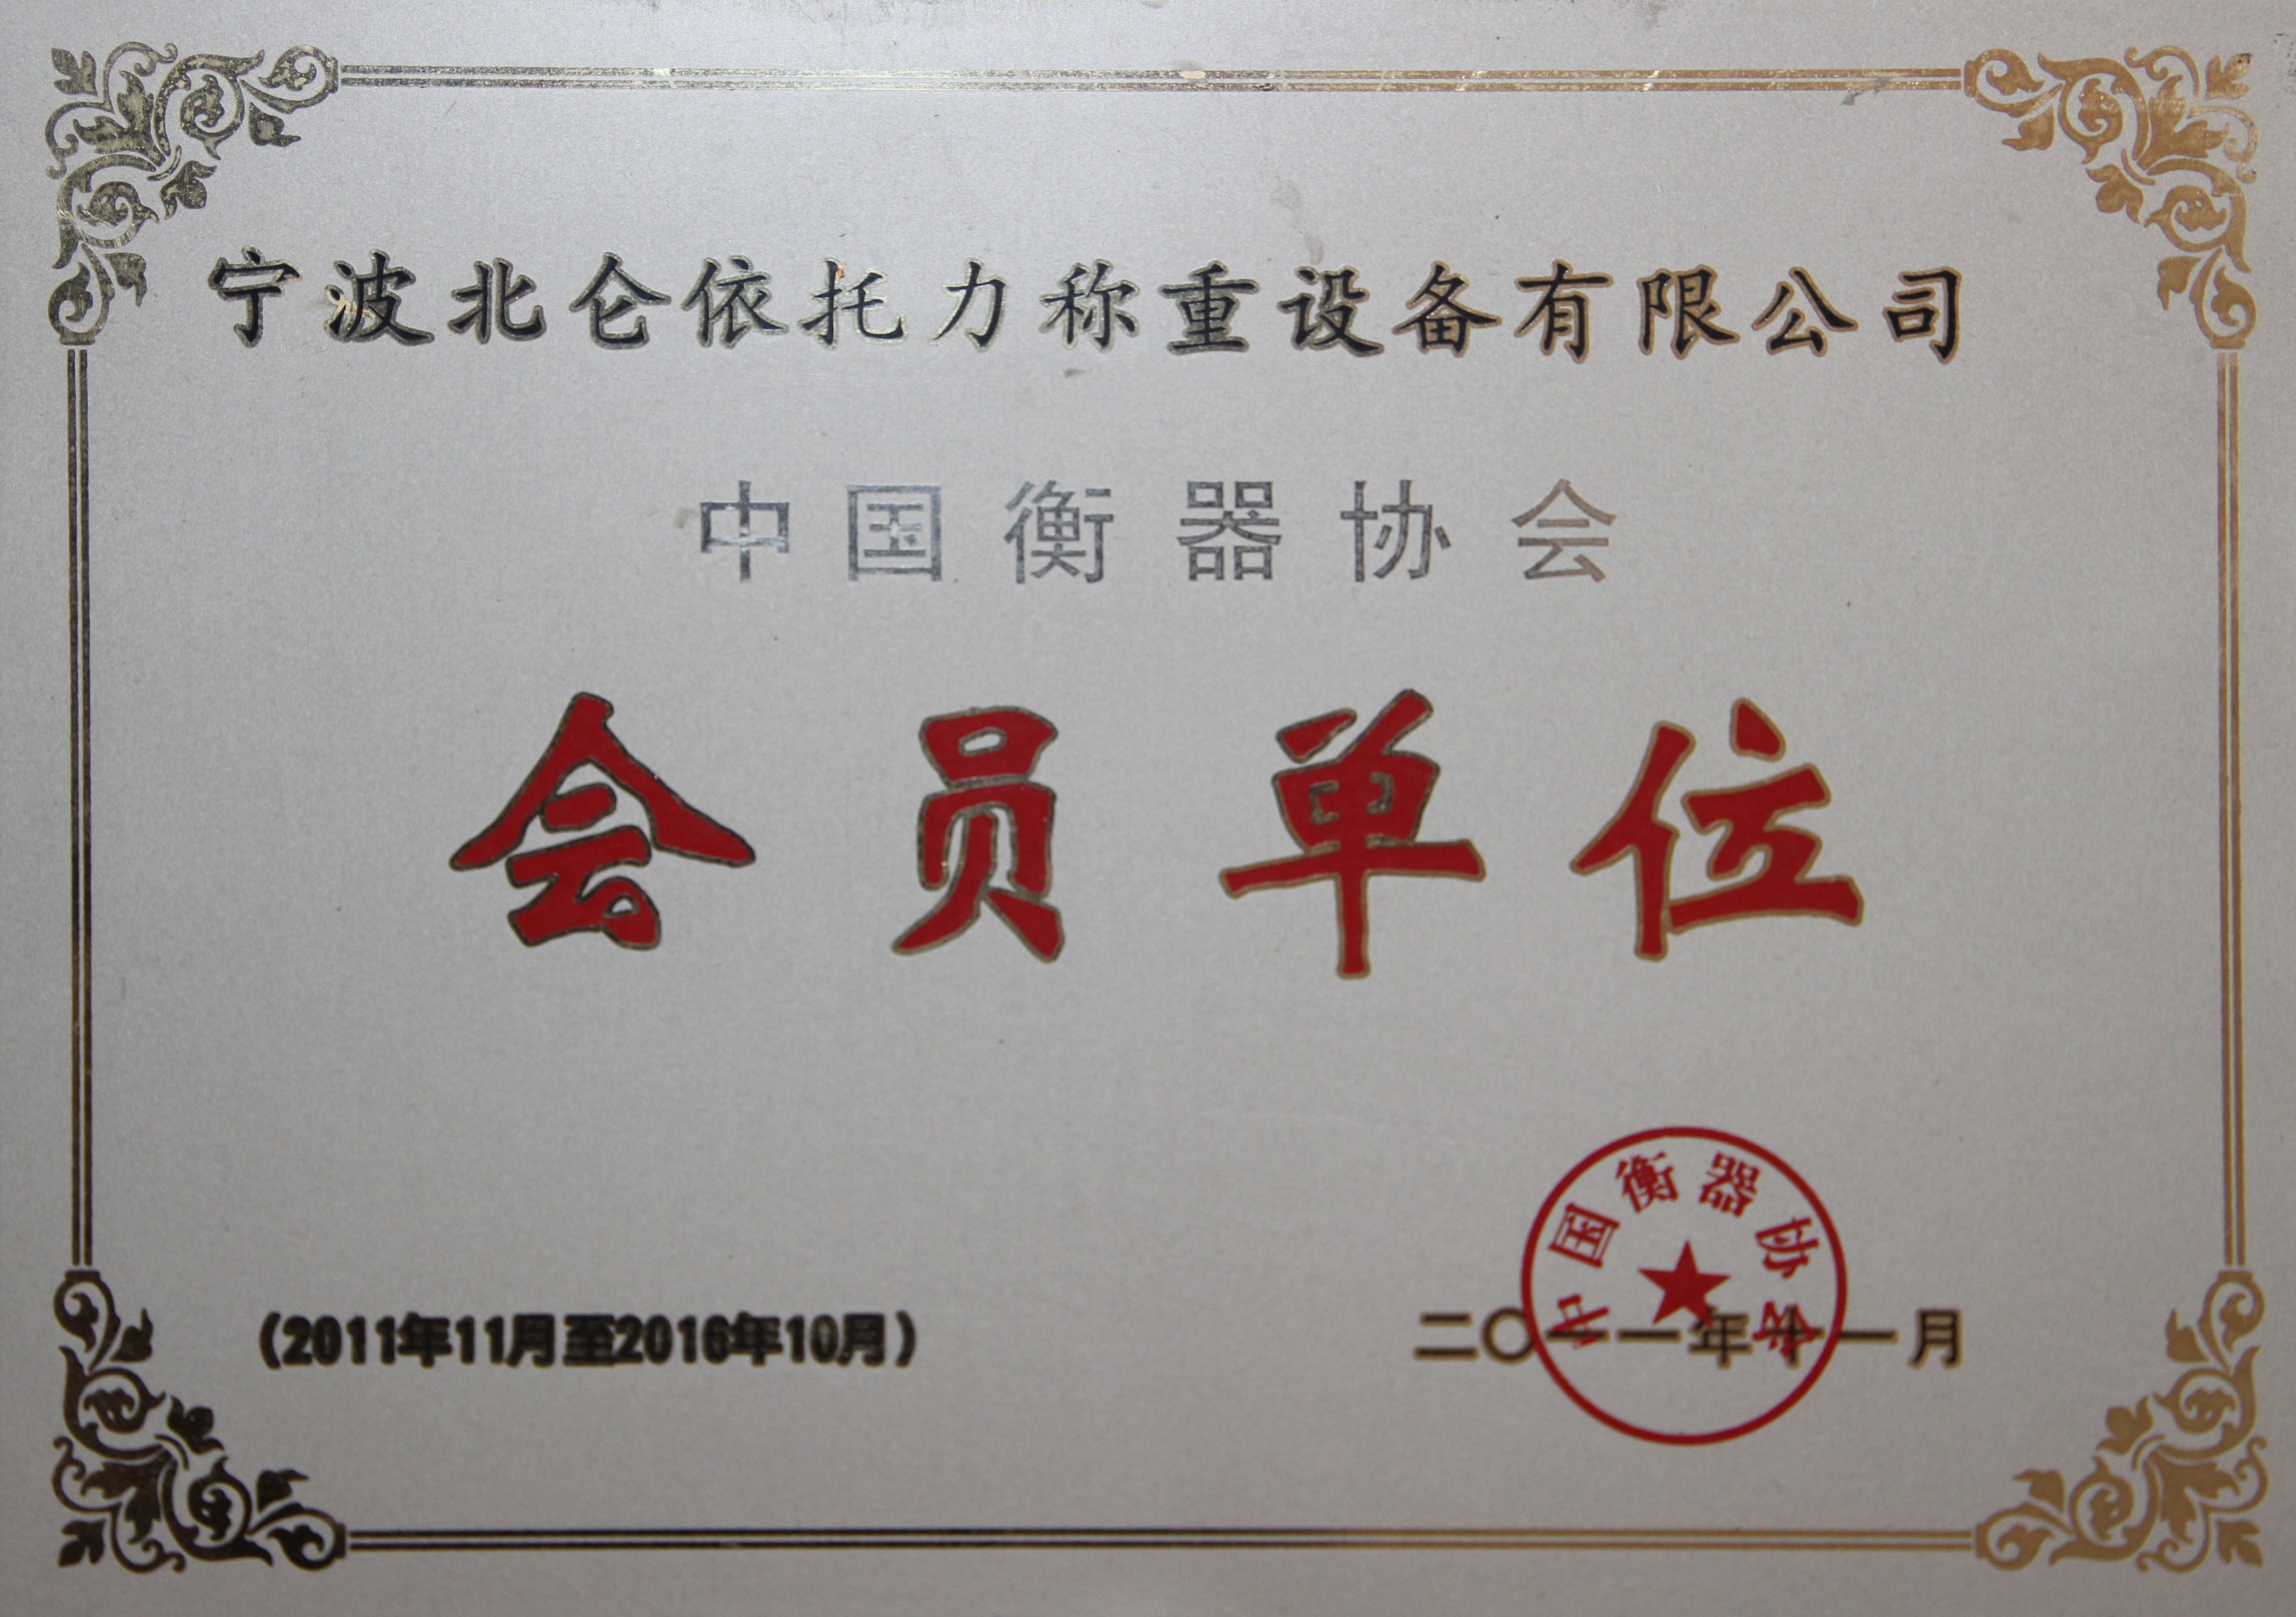 宁波北仑依托力称重设备有限公司
中国衡器协会
会员单位
中国衡器协会
（2011年11月至2016年10月）
二〇一一年十一月